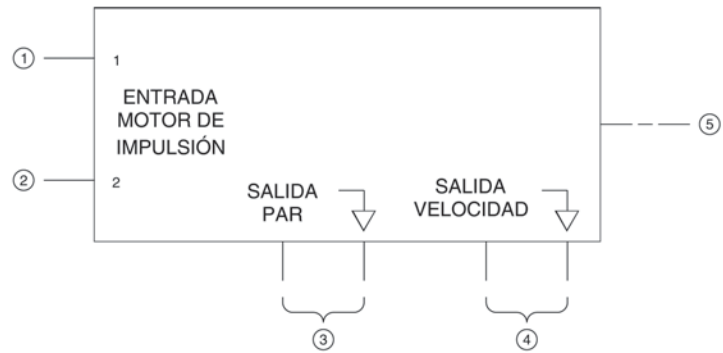 ① 1
ENTRADA
MOTOR DE
IMPULSIÓN
② 2
SALIDA
PAR
SALIDA
VELOCIDAD
⑤
③
④